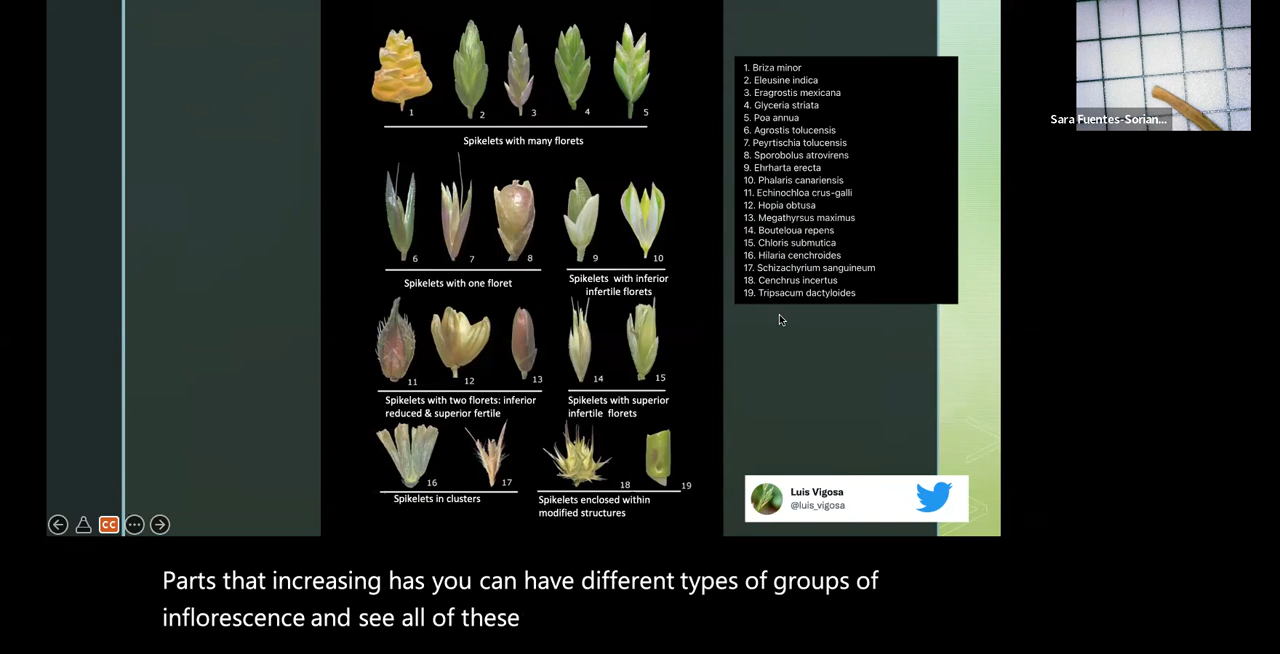 1 2 3 4 5
Spikelets with many florets
6 7 8 9 10
Spikelets with one floret
Spikelets with inferior
infertile florets
11 12 13 14 15
Spikelets with two florets: inferior
reduced & superior fertile
Spikelets with superior
infertile florets
16 17 18 19
Spikelets in clusters
Spikelets enclosed within
modified structures
1. Briza minor
2. Eleusine indica
3. Eragrostis mexicana
4. Glyceria striata
5. Poa annua
6. Agrostis tolucensis
7. Peyrtischia tolucensis
8. Sporobolus atrovirens
9. Ehrharta erecta
10. Phalaris canariensis
11. Echinochloa crus-galli
12. Hopia obtusa
13. Megathyrsus maximus
14. Bouteloua repens
15. Chloris submutica
16. Hilaria cenchroides
17. Schizachyrium sanguineum
18. Cenchrus incertus
19. Tripsacum dactyloides
Luis Vigosa
@luis_vigosa
Sara Fuentes-Sorian...
CC
Parts that increasing has you can have different types of groups of
inflorescence and see all of these